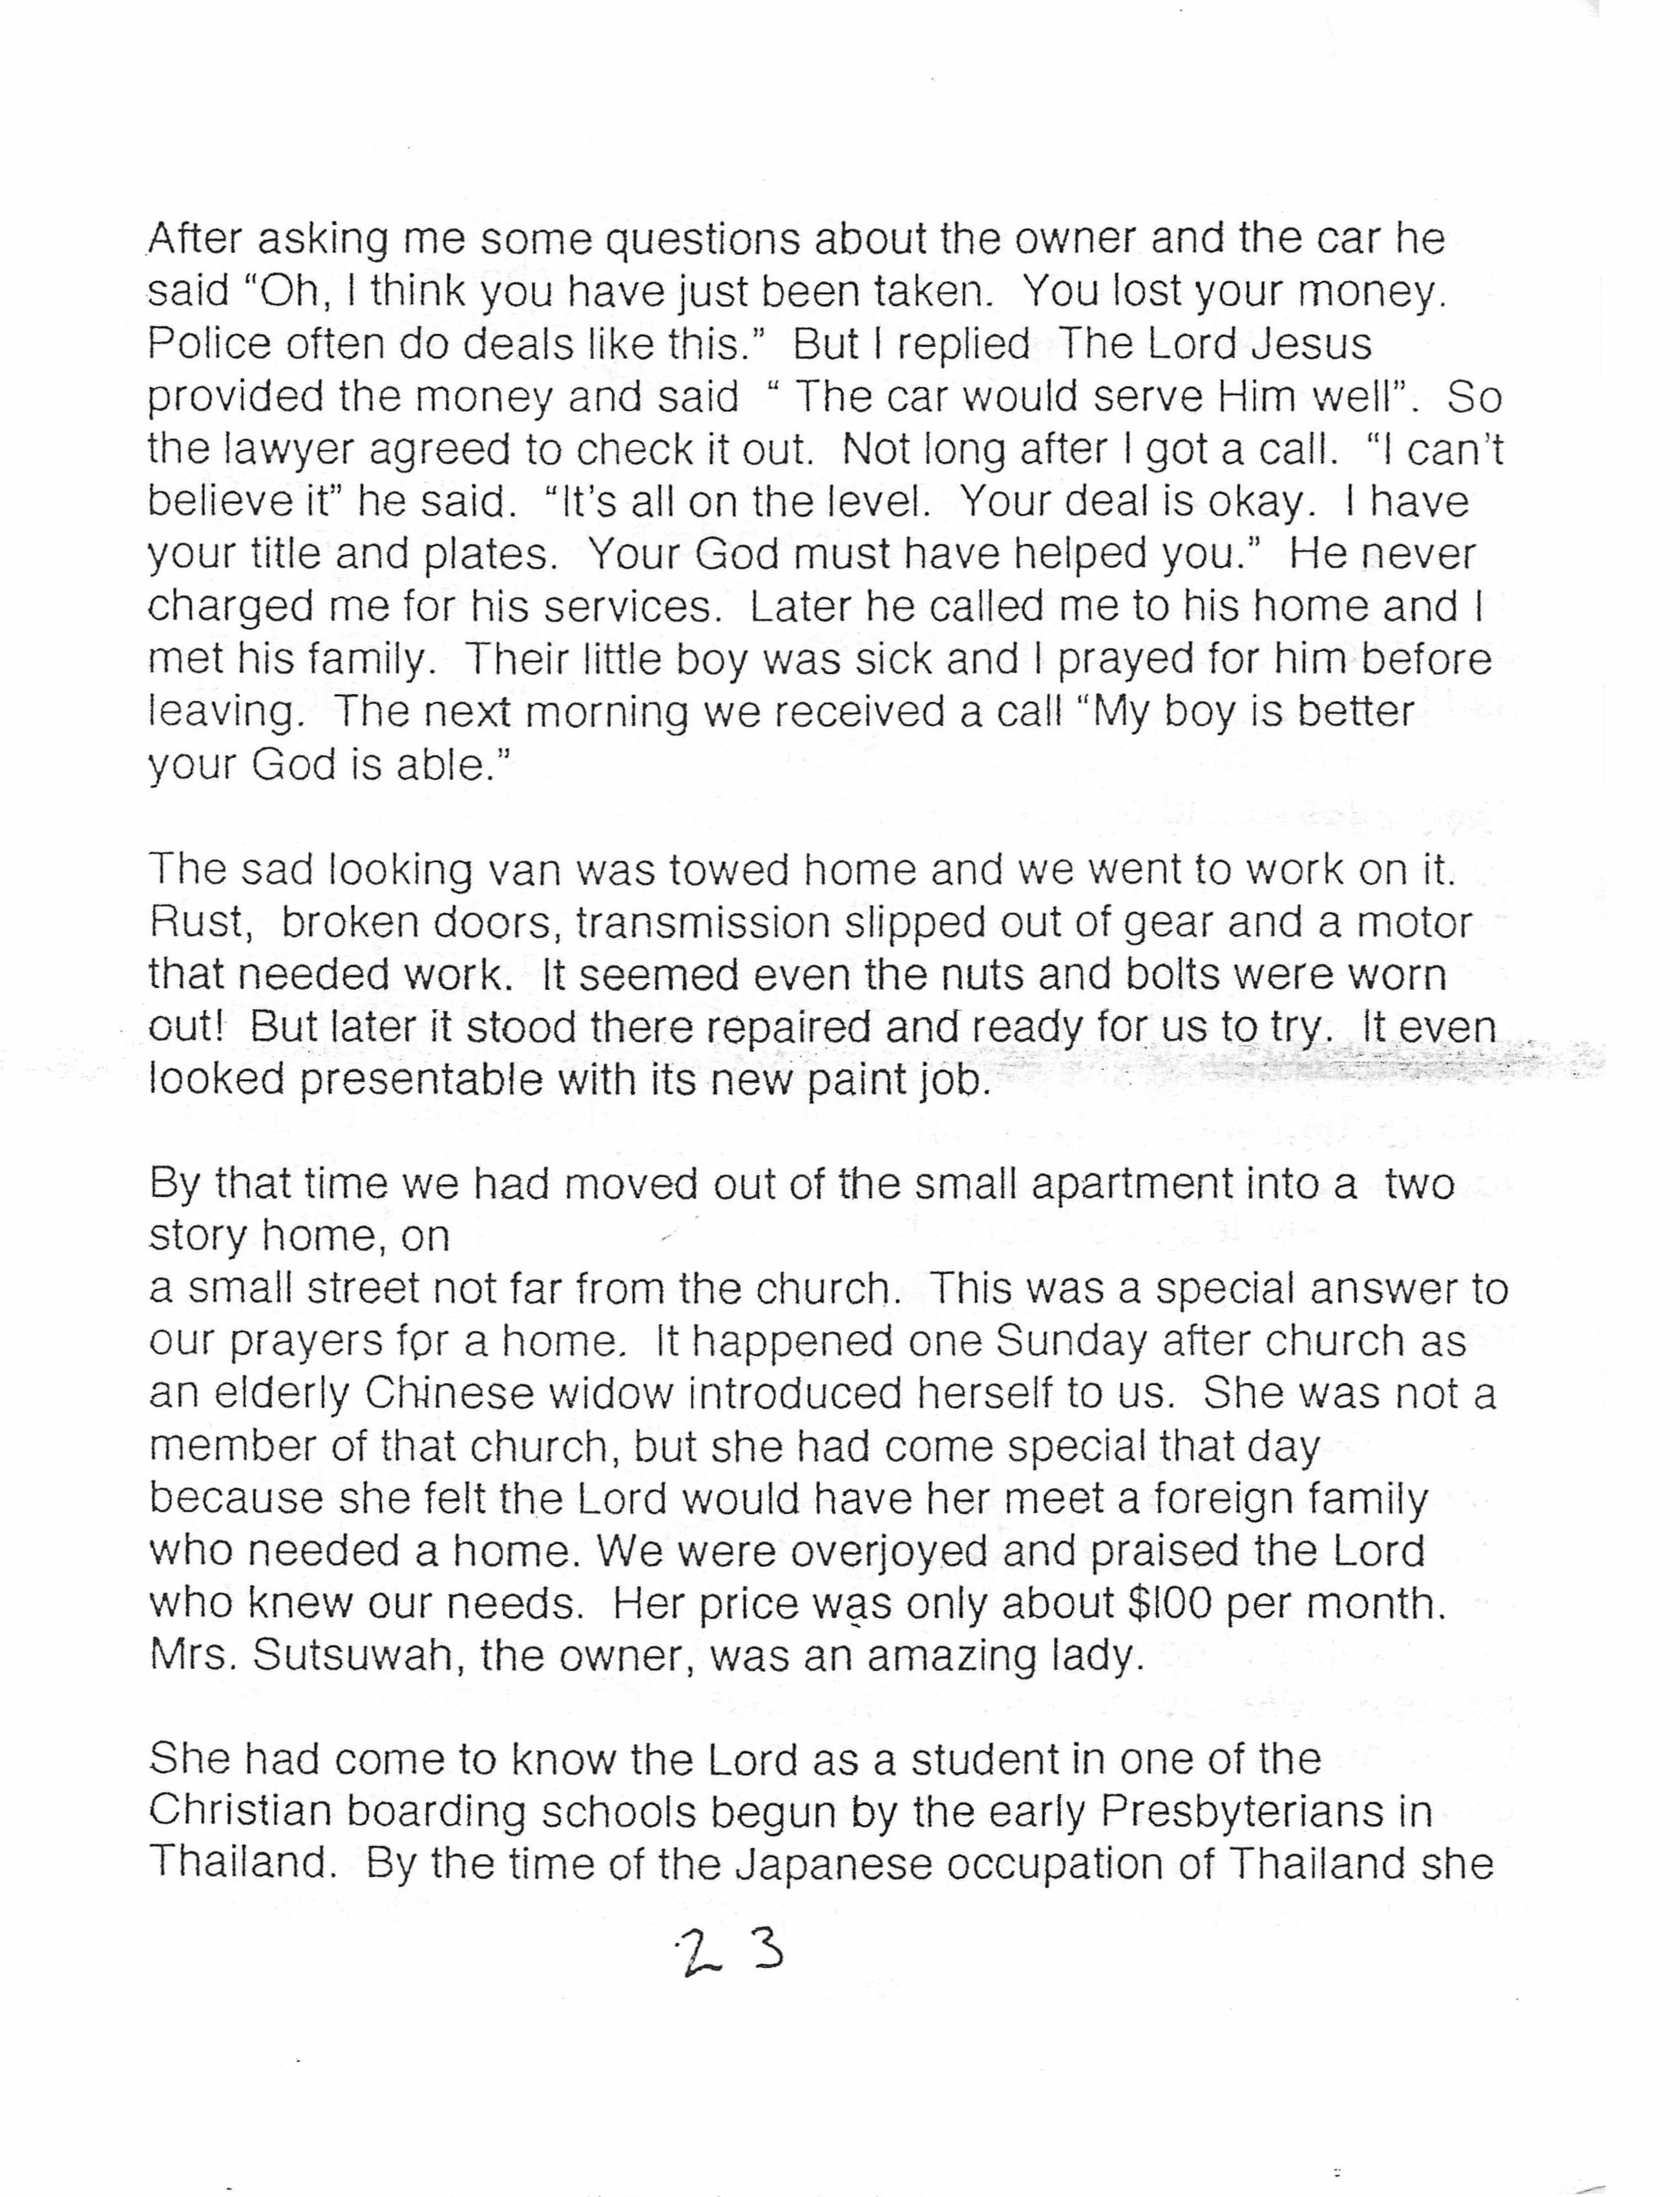 After asking me some questions about the owner and the car he
said “Oh, I think you have just been taken.  You lost your money.
Police often do deals like this.”  But I replied  The Lord Jesus
provided the money and said  “ The car would serve Him well”.  So
the lawyer agreed to check it out.  Not long after I got a call.  “I can't
believe it” he said.  “It's all on the level.  Your deal is okay.  I have
your title and plates.  Your God must have helped you.”  He never
charged me for his services.  Later he called me to his home and I
met his family.  Their little boy was sick and I prayed for him before
leaving.  The next morning we received a call “My boy is better
your God is able.”

The sad looking van was towed home and we went to work on it.
Rust,  broken doors, transmission slipped out of gear and a motor
that needed work.  It seemed even the nuts and bolts were worn
out!  But later it stood there repaired and ready for us to try.  It even
looked presentable with its new paint job.

By that time we had moved out of the small apartment into a  two
story home, on
a small street not far from the church.  This was a special answer to
our prayers for a home.  It happened one Sunday after church as
an elderly Chinese widow introduced herself to us.  She was not a
member of that church, but she had come special that day
because she felt the Lord would have her meet a foreign family
who needed a home. We were overjoyed and praised the Lord
who knew our needs.  Her price was only about $100 per month.
Mrs. Sutsuwah, the owner, was an amazing lady.

She had come to know the Lord as a student in one of the
Christian boarding schools begun by the early Presbyterians in
Thailand.  By the time of the Japanese occupation of Thailand she
23